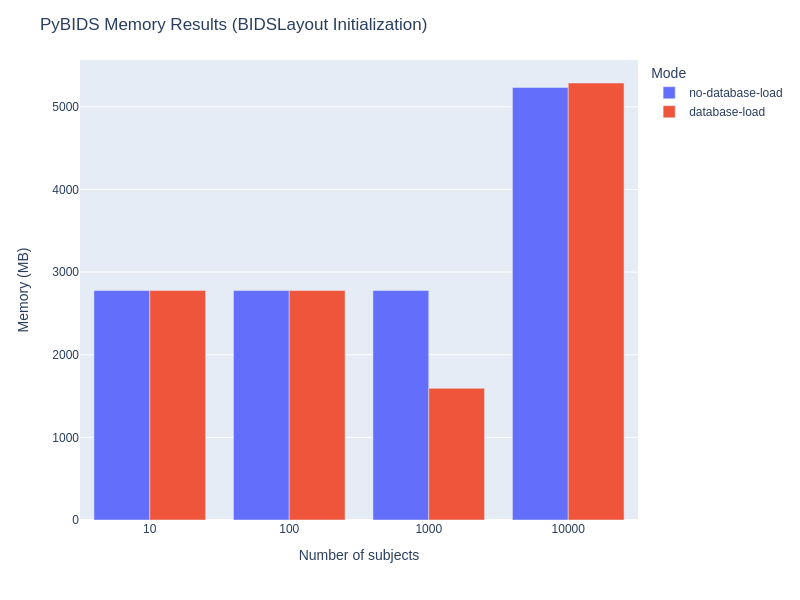 PyBIDS Memory Results (BIDSLayout Initialization)
Mode
no-database-load
database-load
Memory (MB)
5000
4000
3000
2000
1000
0
10
100
1000
10000
Number of subjects